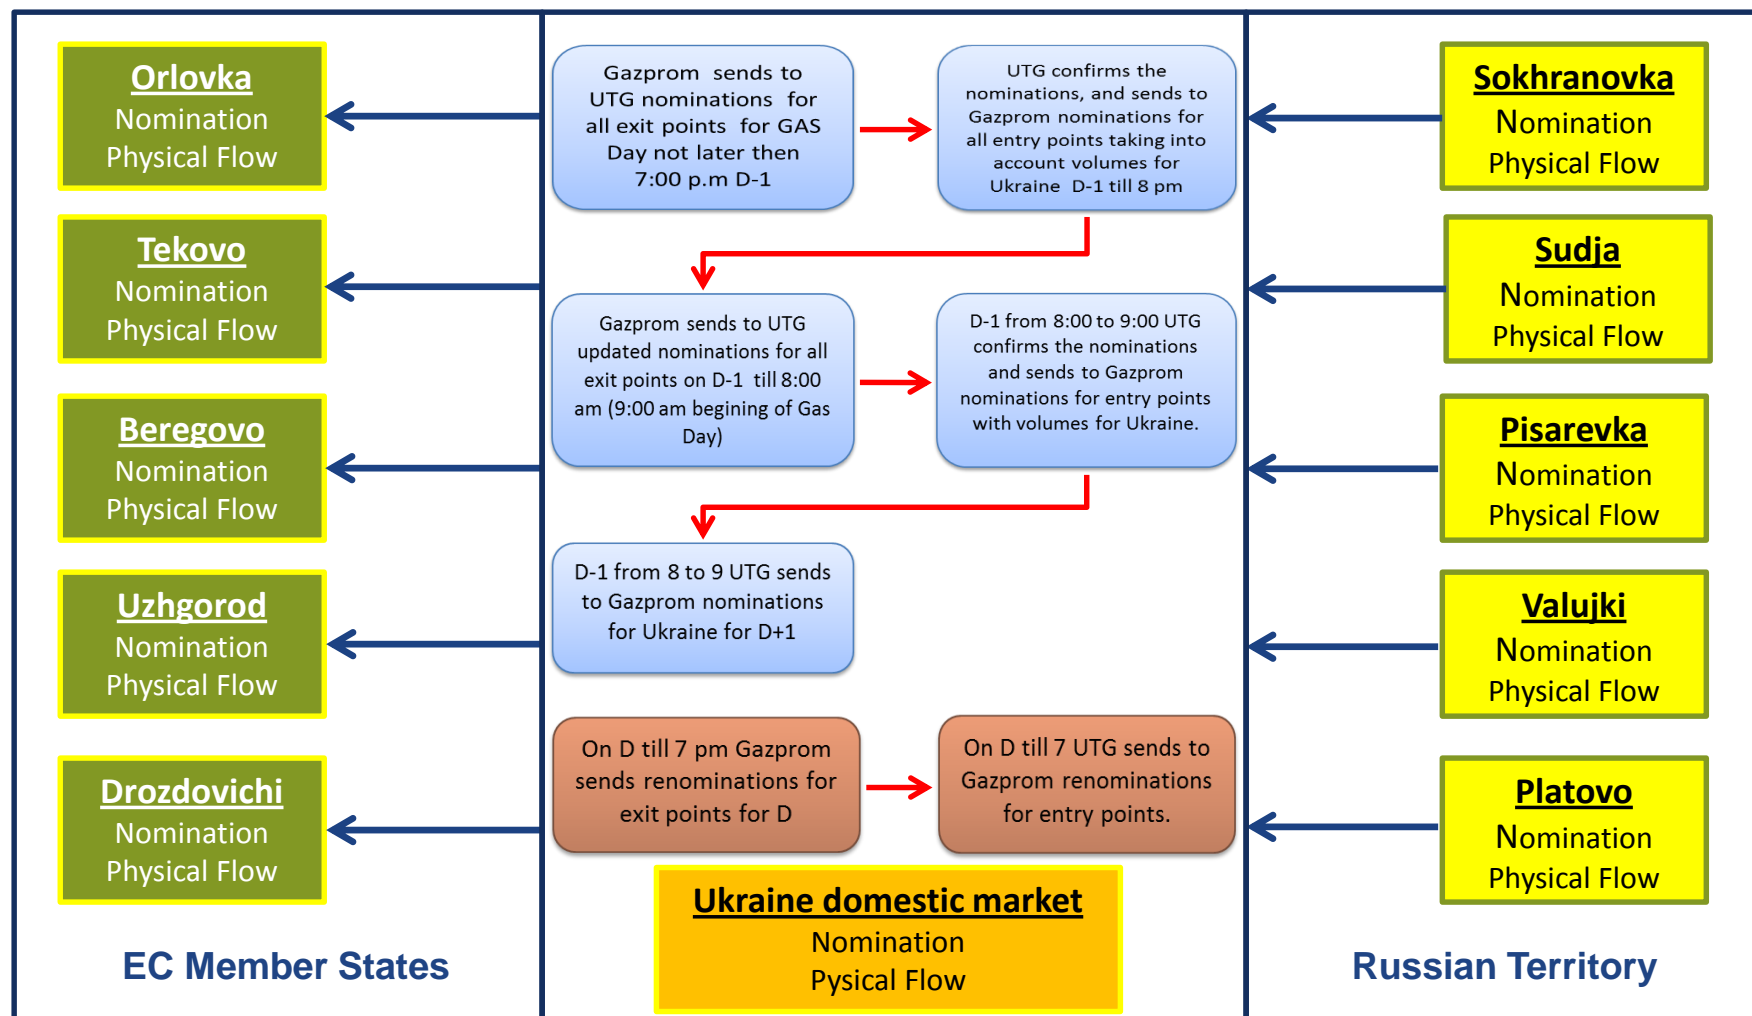 Orlovka
Nomination
Physical Flow
Tekovo
Nomination
Physical Flow
Beregovo
Nomination
Physical Flow
Uzhgorod
Nomination
Physical Flow
Drozdovichi
Nomination
Physical Flow
EC Member States
Gazprom sends to
UTG nominations for
all exit points for GAS
Day not later then
7:00 p.m D-1
UTG confirms the
nominations, and sends to
Gazprom nominations for
all entry points taking into
account volumes for
Ukraine D-1 till 8 pm
Gazprom sends to UTG
updated nominations for all
exit points on D-1 till 8:00
am (9:00 am begining of Gas
Day)
D-1 from 8:00 to 9:00 UTG
confirms the nominations
and sends to Gazprom
nominations for entry points
with volumes for Ukraine.
D-1 from 8 to 9 UTG sends
to Gazprom nominations
for Ukraine for D+1
On D till 7 pm Gazprom
sends renominations for
exit points for D
On D till 7 UTG sends to
Gazprom renominations
for entry points.
Ukraine domestic market
Nomination
Pysical Flow
Sokhranovka
Nomination
Physical Flow
Sudja
Nomination
Physical Flow
Pisarevka
Nomination
Physical Flow
Valujki
Nomination
Physical Flow
Platovo
Nomination
Physical Flow
Russian Territory